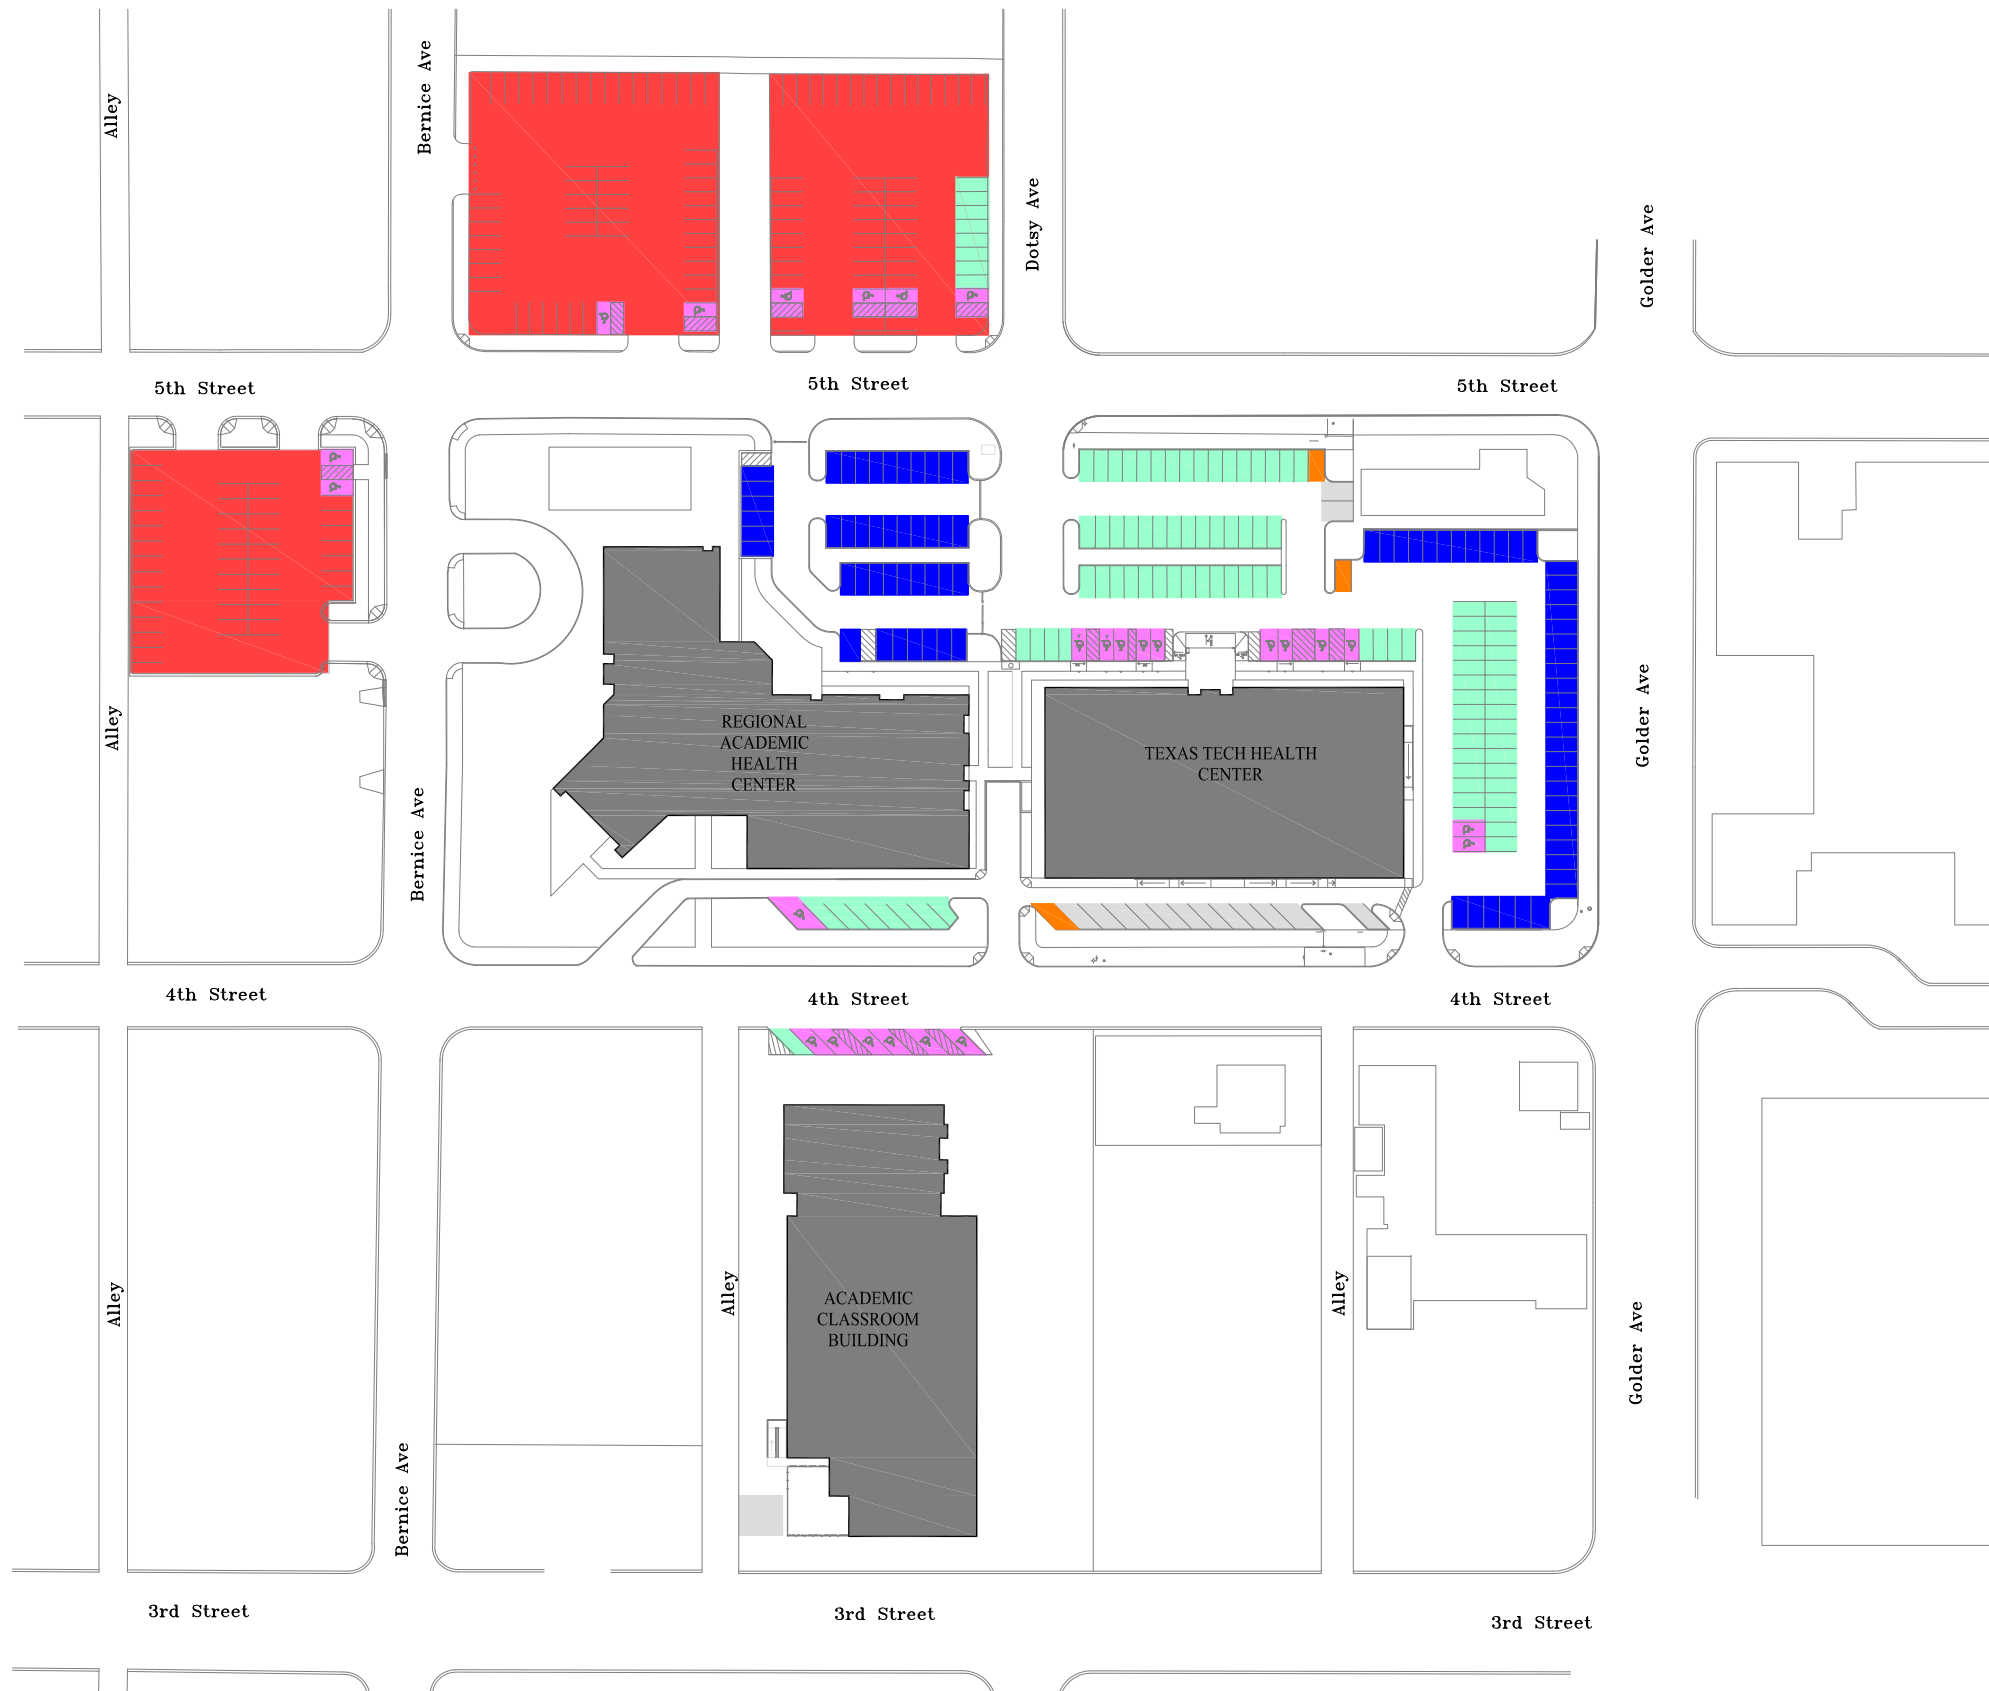 Bernice Ave
Alley
Dotsy Ave
Golder Ave
5th Street
5th Street
5th Street
Alley
REGIONAL
ACADEMIC
HEALTH
CENTER
TEXAS TECH HEALTH
CENTER
Golder Ave
Bernice Ave
4th Street
4th Street
4th Street
Alley
Alley
Alley
ACADEMIC
CLASSROOM
BUILDING
Golder Ave
Bernice Ave
3rd Street
3rd Street
3rd Street